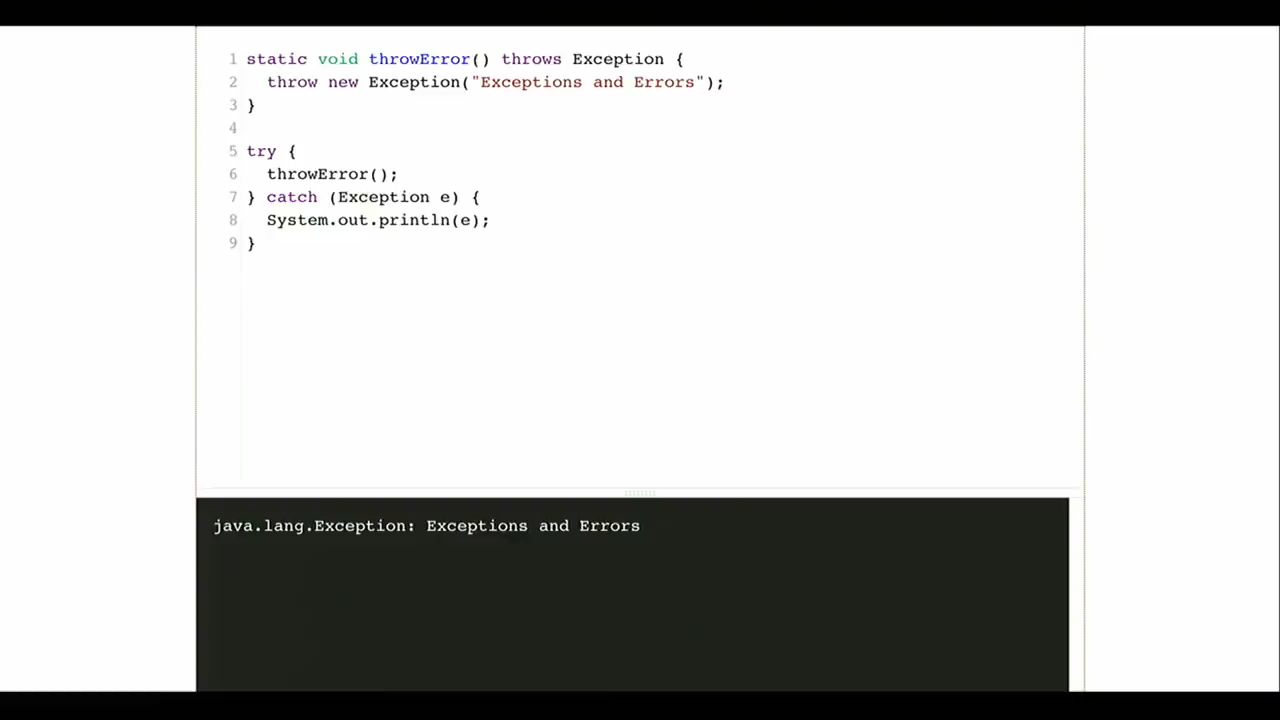 1 static void throwError() throws Exception {
2   throw new Exception("Exceptions and Errors");
3 }
4
5 try {
6   throwError();
7 } catch (Exception e) {
8   System.out.println(e);
9 }
java.lang.Exception: Exceptions and Errors